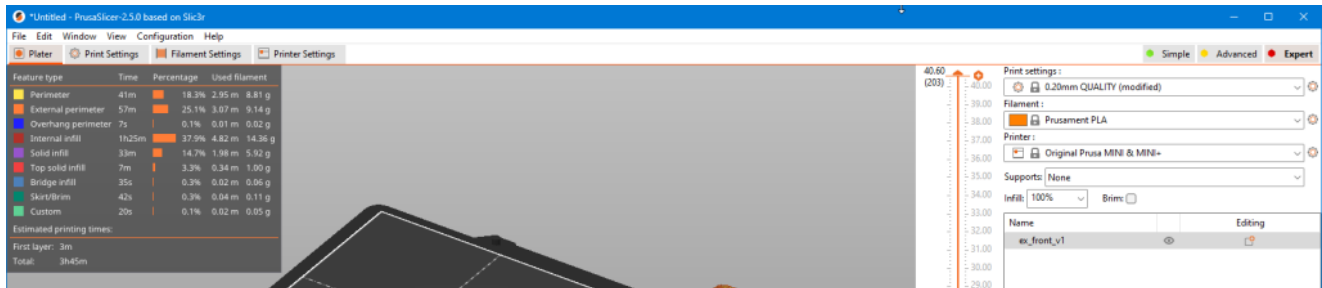 *Untitled - PrusaSlicer-2.5.0 based on Slic3r
File Edit Window View Configuration Help
Plater Print Settings Filament Settings Printer Settings
Simple Advanced Expert
Feature type Time Percentage Used filament
Perimeter 41m 18.3% 2.95 m 8.81 g
External perimeter 57m 25.1% 3.07 m 9.14 g
Overhang perimeter 7s 0.1% 0.01 m 0.02 g
Internal infill 1h25m 37.9% 4.82 m 14.36 g
Solid infill 33m 14.7% 1.98 m 5.92 g
Top solid infill 7m 3.3% 0.34 m 1.00 g
Bridge infill 35s 0.3% 0.02 m 0.06 g
Skirt/Brim 42s 0.3% 0.04 m 0.11 g
Custom 20s 0.1% 0.02 m 0.05 g
Estimated printing times:
First layer: 3m
Total: 3h45m
40.60
(203)
40.00
39.00
38.00
37.00
36.00
35.00
34.00
33.00
32.00
31.00
30.00
29.00
Print settings :
0.20mm QUALITY (modified)
Filament :
Prusament PLA
Printer :
Original Prusa MINI & MINI+
Supports: None
Infill: 100% Brim:
Name Editing
ex_front_v1